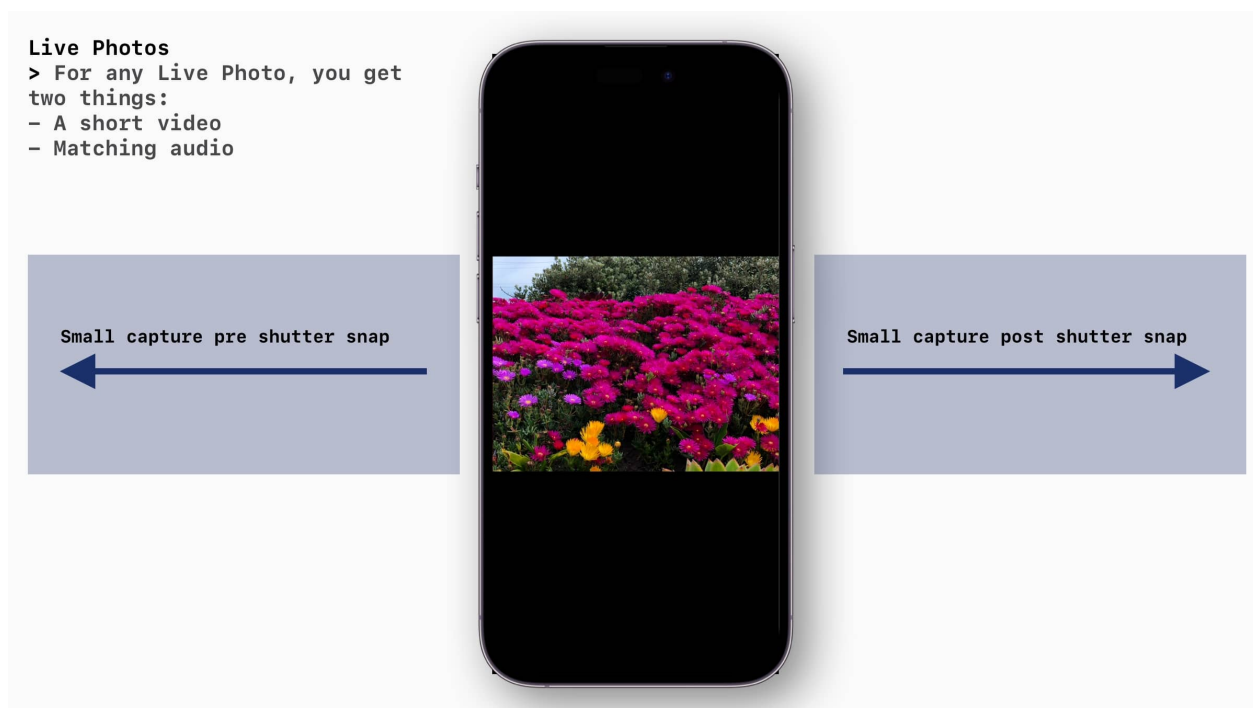 Live Photos
> For any Live Photo, you get
two things:
– A short video
– Matching audio
Small capture pre shutter snap
Small capture post shutter snap